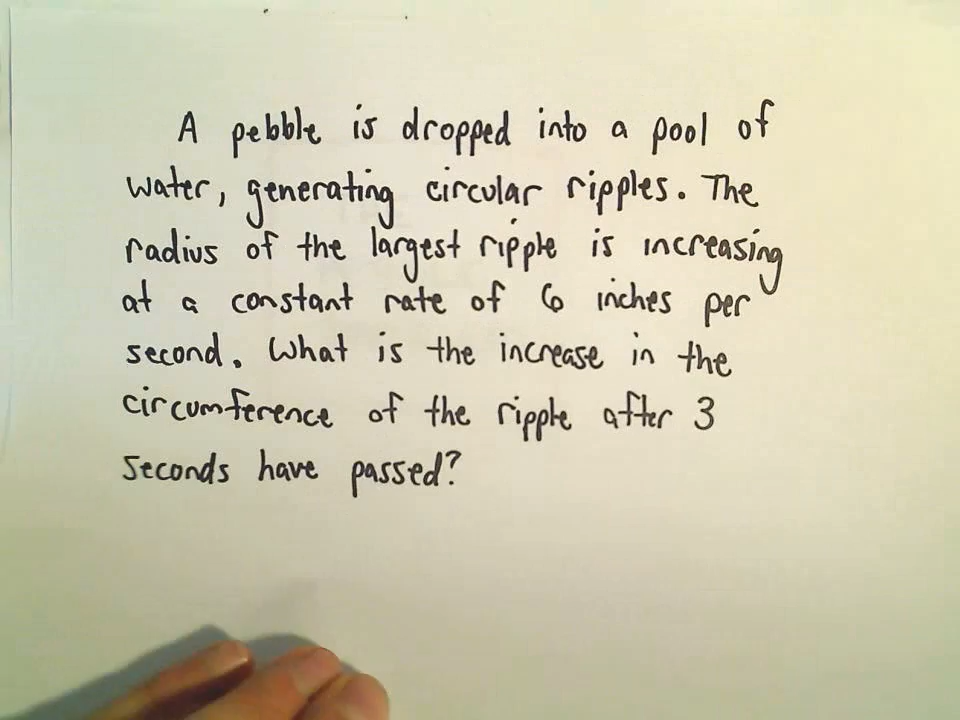 A pebble is dropped into a pool of
water, generating circular ripples. The
radius of the largest ripple is increasing
at a constant rate of 6 inches per
second. What is the increase in the
circumference of the ripple after 3
seconds have passed?